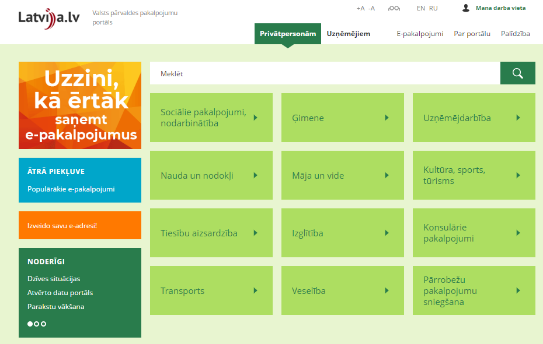 Latvija.lv
Valsts pārvaldes pakalpojumu
portāls
+A -A
EN RU
Mana darba vieta
Privātpersonām
Uzņēmējiem
E-pakalpojumi
Par portālu
Palīdzība
Uzzini,
kā ērtāk
saņemt
e-pakalpojumus
Meklēt
Sociālie pakalpojumi,
nodarbinātība
Ģimene
Uzņēmējdarbība
ĀTRĀ PIEKĻUVE
Populārākie e-pakalpojumi
Nauda un nodokļi
Māja un vide
Kultūra, sports,
tūrisms
Izveido savu e-adresi!
Tiesību aizsardzība
Izglītība
Konsulārie
pakalpojumi
NODERĪGI
Dzīves situācijas
Atvērto datu portāls
Parakstu vākšana
Transports
Veselība
Pārrobežu
pakalpojumu
sniegšana